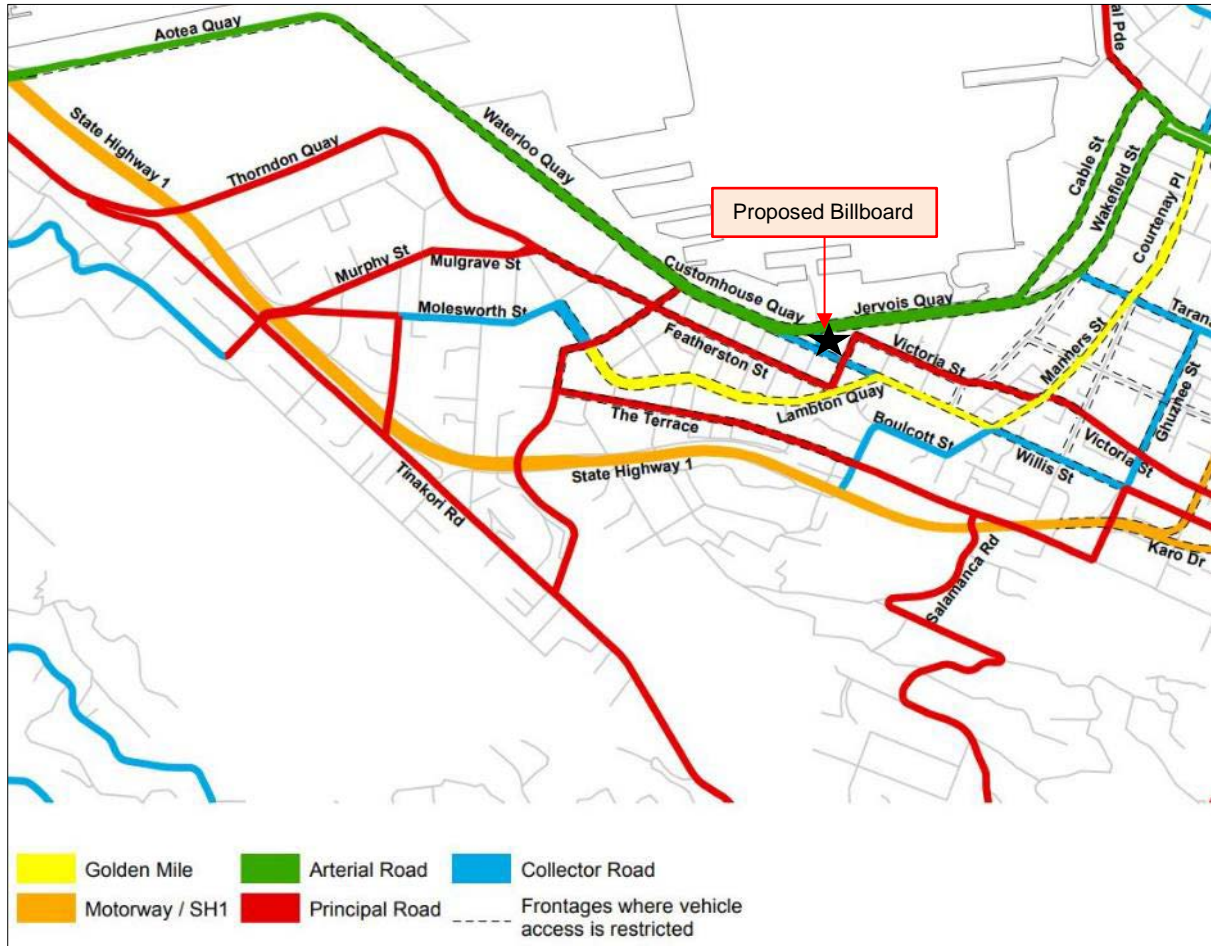 Aotea Quay
al Pde
State Highway 1
Waterloo Quay
Thorndon Quay
Cable St
Wakefield St
Courtenay Pl
Proposed Billboard
Murphy St
Mulgrave St
Customhouse Quay
Jervois Quay
Molesworth St
Tarana
Featherston St
Victoria St
Manners St
Ghuznee St
Lambton Quay
The Terrace
Boulcott St
Victoria St
Willis St
State Highway 1
Tinakori Rd
Karo Dr
Salamanca Rd
Golden Mile
Arterial Road
Collector Road
Motorway / SH1
Principal Road
Frontages where vehicle
access is restricted